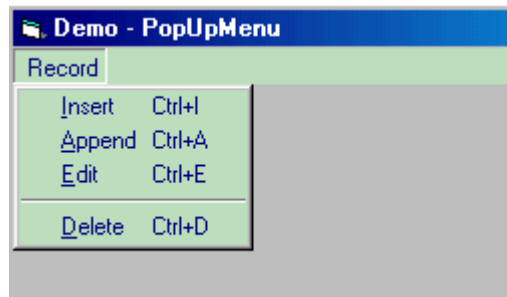 Demo - PopUpMenu
Record
Insert Ctrl+I
Append Ctrl+A
Edit Ctrl+E
Delete Ctrl+D